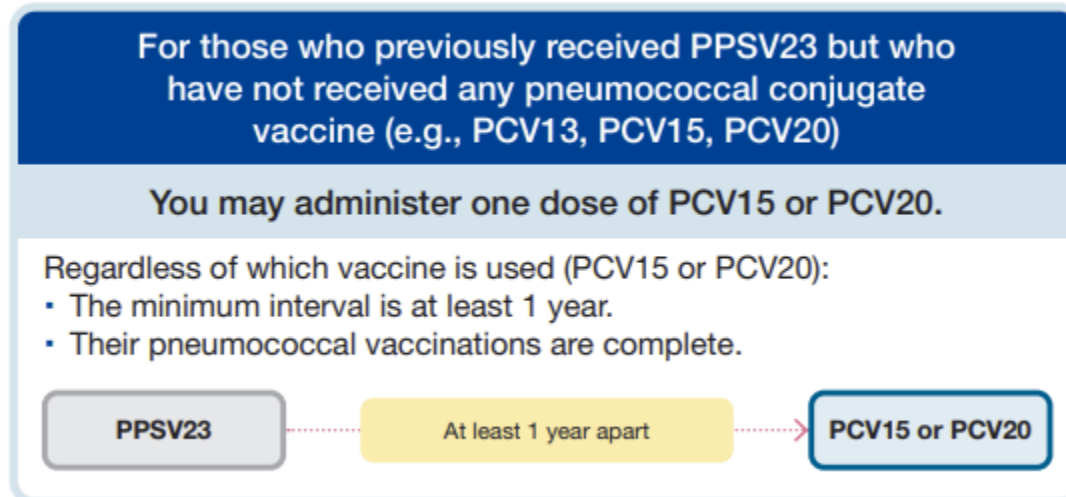 For those who previously received PPSV23 but who
have not received any pneumococcal conjugate
vaccine (e.g., PCV13, PCV15, PCV20)
You may administer one dose of PCV15 or PCV20.
Regardless of which vaccine is used (PCV15 or PCV20):
▪ The minimum interval is at least 1 year.
▪ Their pneumococcal vaccinations are complete.
PPSV23 At least 1 year apart PCV15 or PCV20